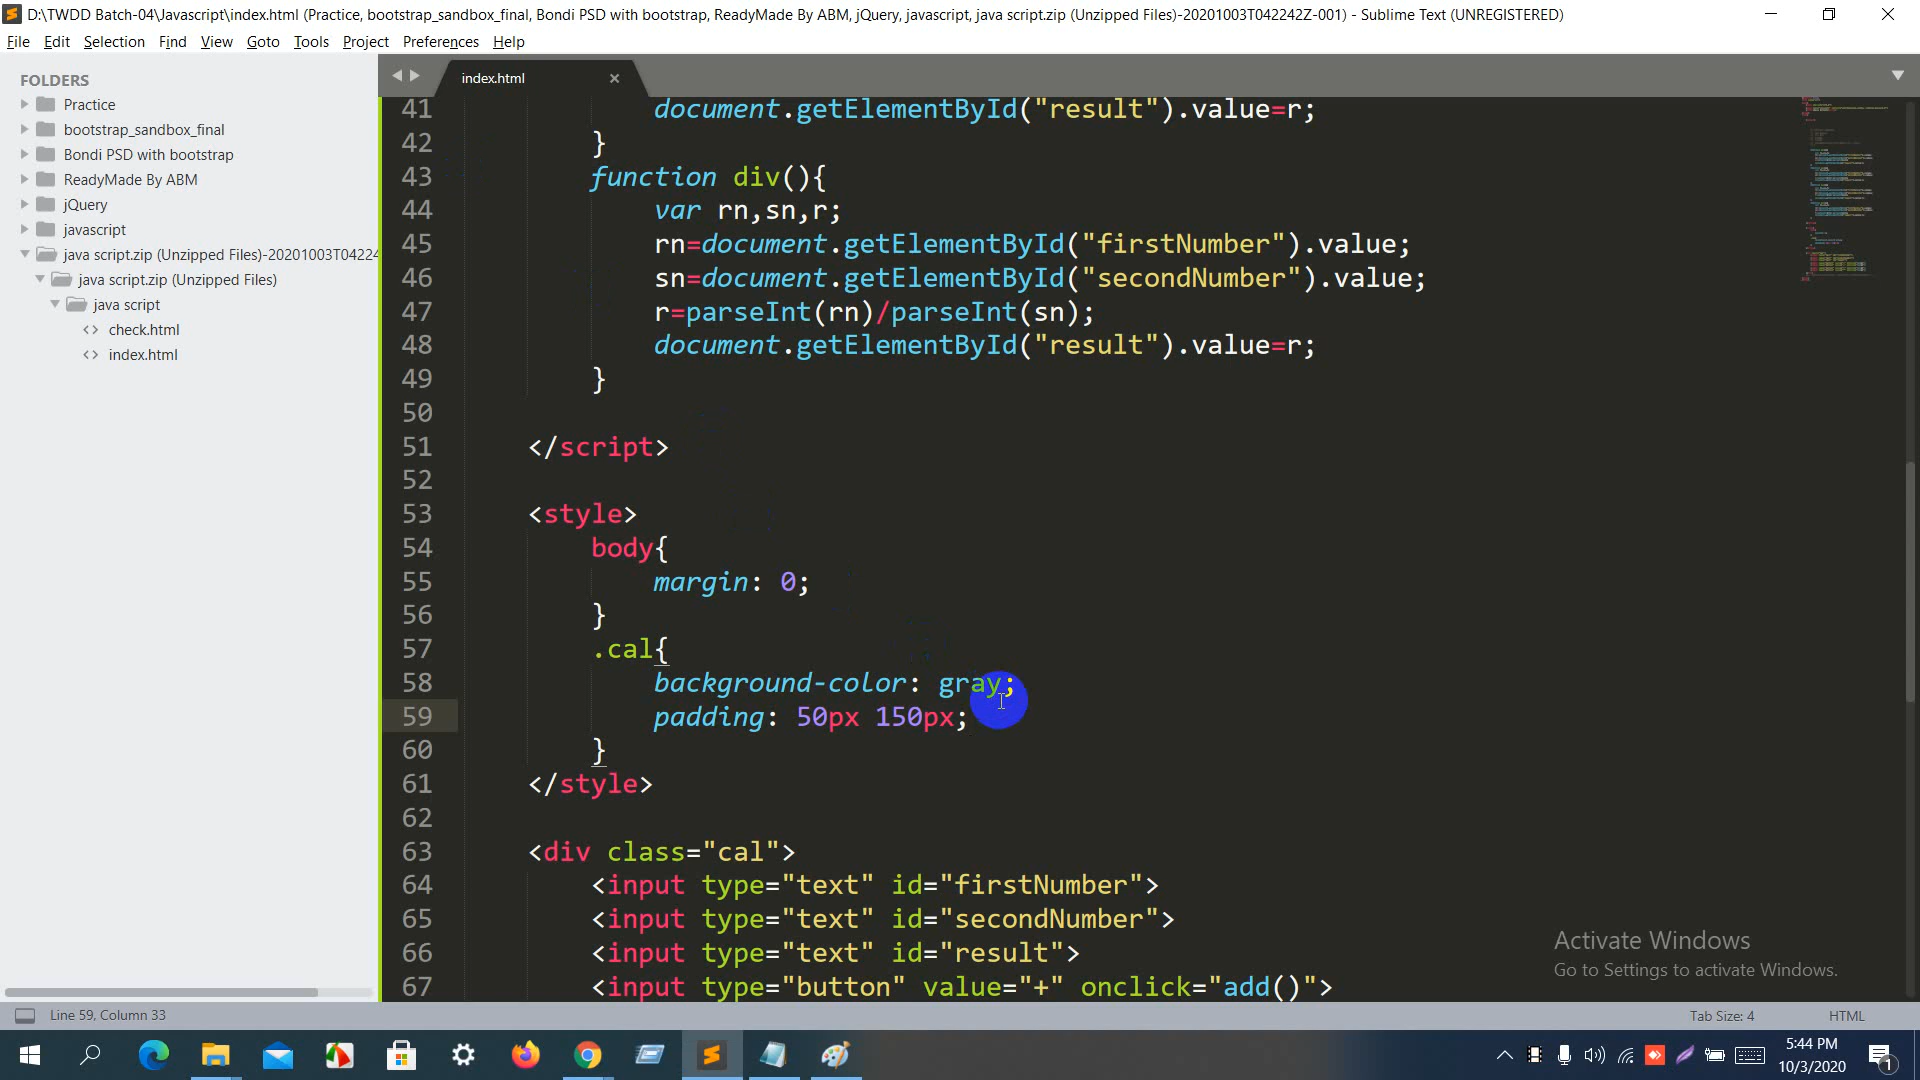 D:\TWDD Batch-04\Javascript\index.html (Practice, bootstrap_sandbox_final, Bondi PSD with bootstrap, ReadyMade By ABM, jQuery, javascript, java script.zip (Unzipped Files)-20201003T042242Z-001) - Sublime Text (UNREGISTERED)
File Edit Selection Find View Goto Tools Project Preferences Help
FOLDERS
Practice
bootstrap_sandbox_final
Bondi PSD with bootstrap
ReadyMade By ABM
jQuery
javascript
java script.zip (Unzipped Files)-20201003T04224
java script.zip (Unzipped Files)
java script
<> check.html
<> index.html
index.html
41 document.getElementById("result").value=r;
42 }
43 function div(){
44 var rn,sn,r;
45 rn=document.getElementById("firstNumber").value;
46 sn=document.getElementById("secondNumber").value;
47 r=parseInt(rn)/parseInt(sn);
48 document.getElementById("result").value=r;
49 }
50
51 </script>
52
53 <style>
54 body{
55 margin: 0;
56 }
57 .cal{
58 background-color: gray;
59 padding: 50px 150px;
60 }
61 </style>
62
63 <div class="cal">
64 <input type="text" id="firstNumber">
65 <input type="text" id="secondNumber">
66 <input type="text" id="result">
67 <input type="button" value="+" onclick="add()">
Activate Windows
Go to Settings to activate Windows.
Line 59, Column 33
Tab Size: 4
HTML
5:44 PM
10/3/2020
1